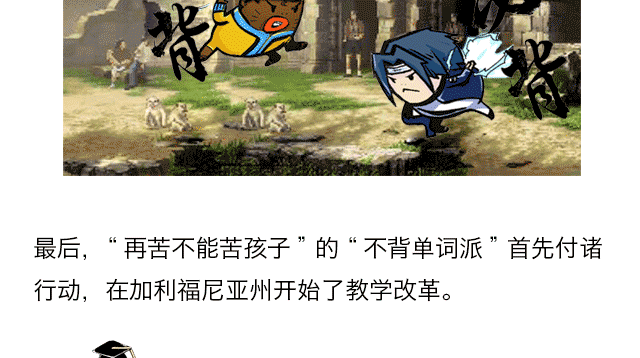 背
背
最后，“再苦不能苦孩子”的“不背单词派”首先付诸
行动，在加利福尼亚州开始了教学改革。